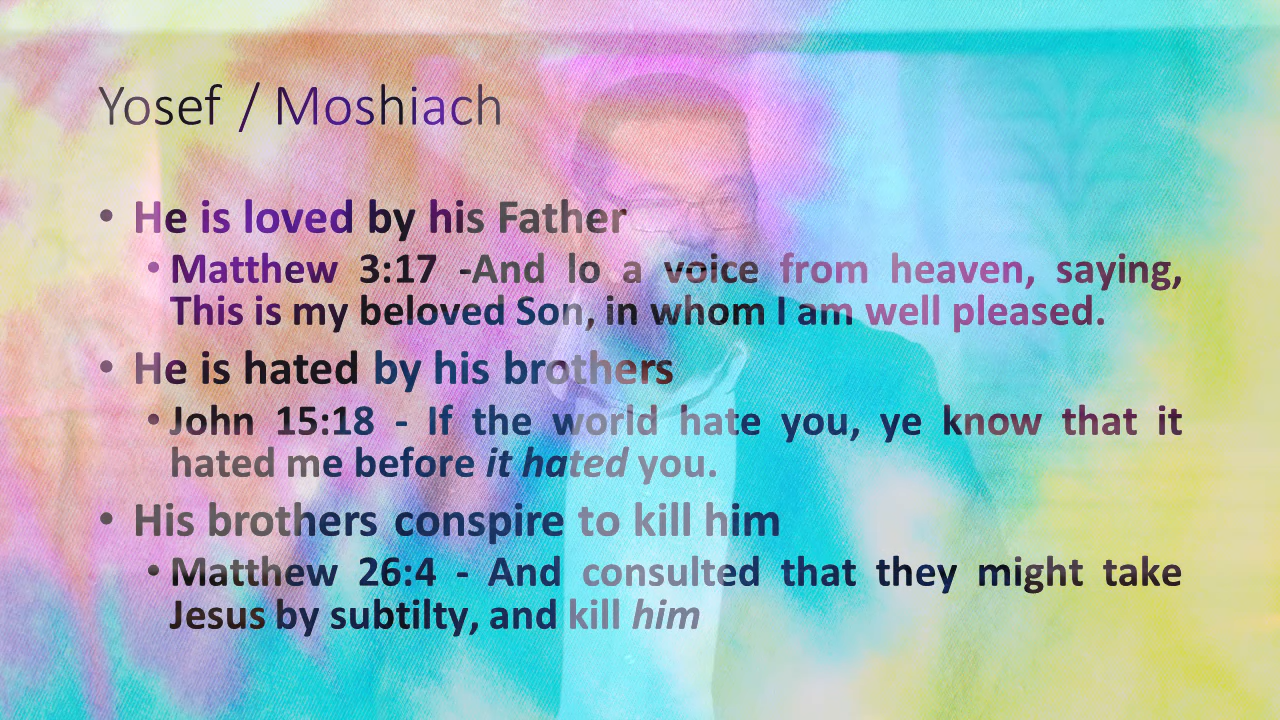 Yosef / Moshiach
• He is loved by his Father
• Matthew 3:17 -And lo a voice from heaven, saying,
This is my beloved Son, in whom I am well pleased.
• He is hated by his brothers
• John 15:18 - If the world hate you, ye know that it
hated me before it hated you.
• His brothers conspire to kill him
• Matthew 26:4 - And consulted that they might take
Jesus by subtilty, and kill him